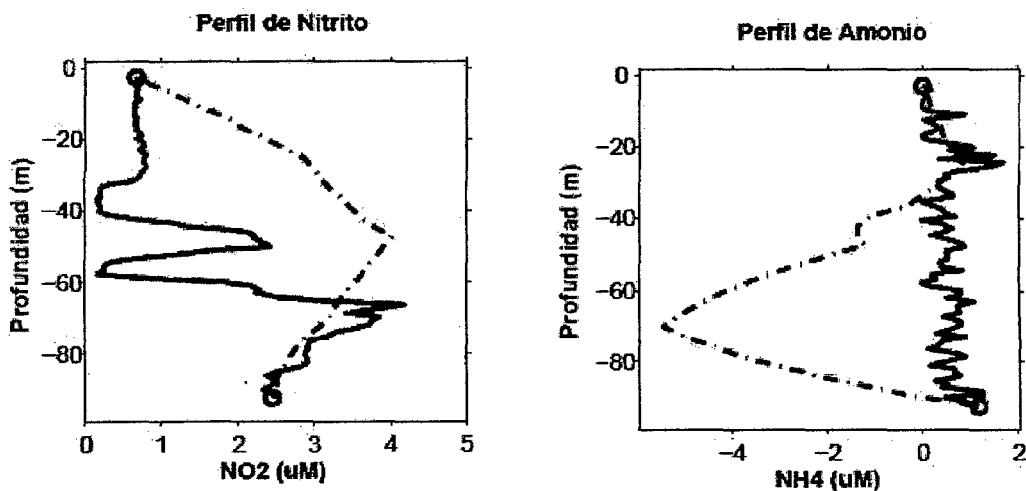 Perfil de Nitrito
0
−20
−40
−60
−80
Profundidad (m)
0 1 2 3 4 5
NO2 (uM)
Perfil de Amonio
0
−20
−40
−60
−80
Profundidad (m)
−4 −2 0 2
NH4 (uM)